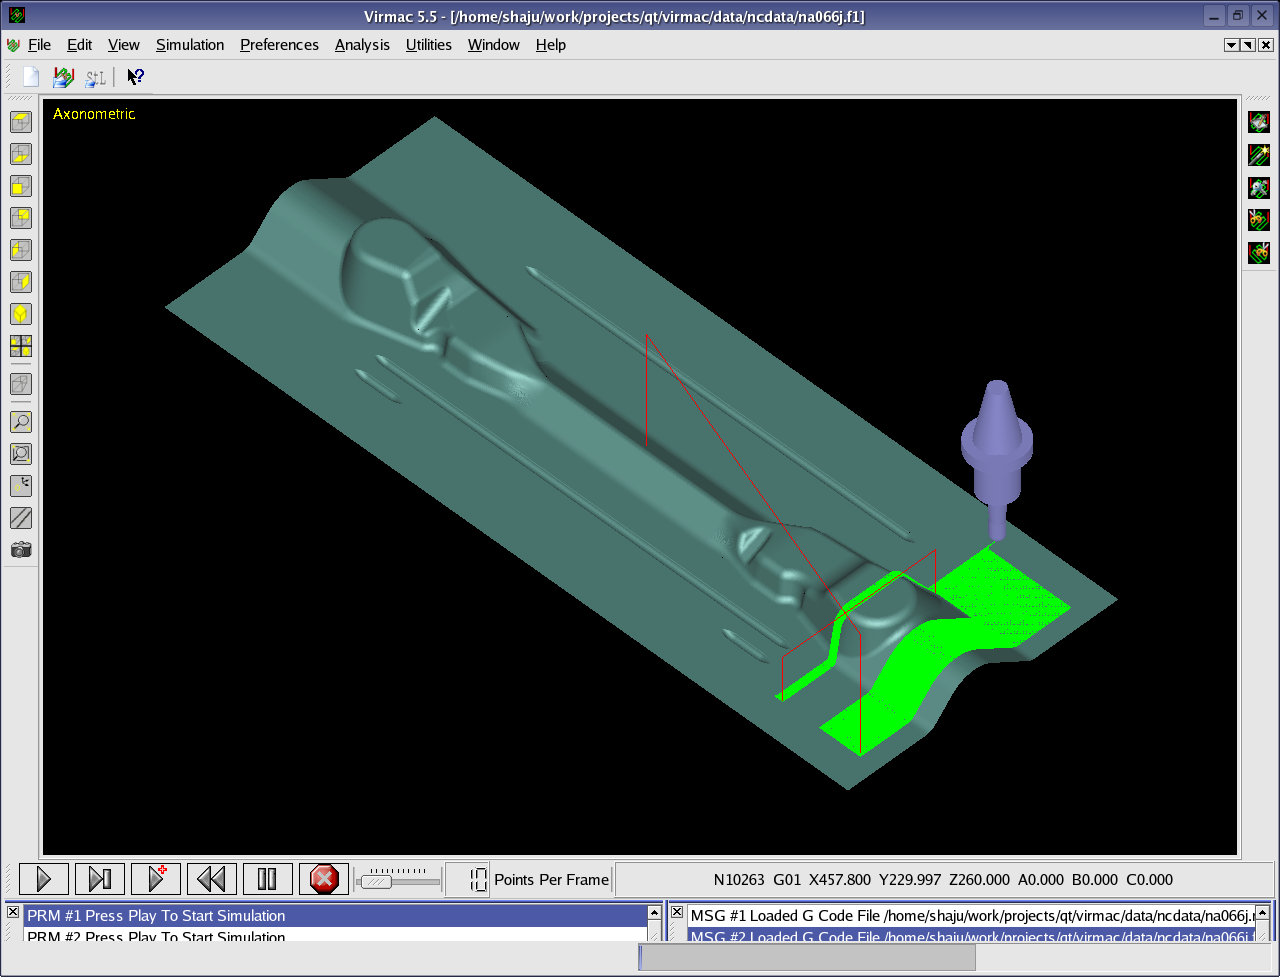 Virmac 5.5 - [/home/shaju/work/projects/qt/virmac/data/ncdata/na066j.f1]
File Edit View Simulation Preferences Analysis Utilities Window Help
StL
Axonometric
10 Points Per Frame
N10263 G01 X457.800 Y229.997 Z260.000 A0.000 B0.000 C0.000
PRM #1 Press Play To Start Simulation
PRM #2 Press Play To Start Simulation
MSG #1 Loaded G Code File /home/shaju/work/projects/qt/virmac/data/ncdata/na066j.
MSG #2 Loaded G Code File /home/shaju/work/projects/qt/virmac/data/ncdata/na066j.f